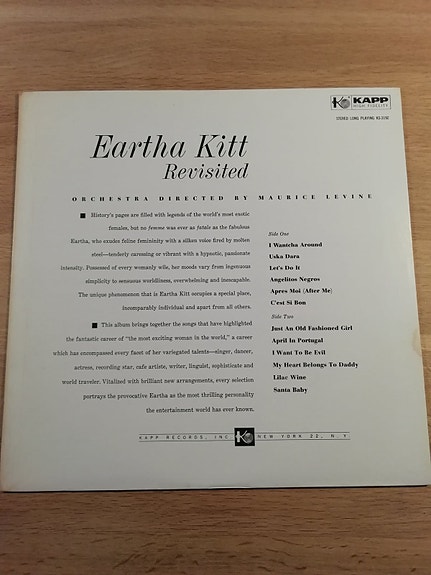 KAPP
HIGH FIDELITY
STEREO LONG PLAYING KS-3192
Eartha Kitt
Revisited
ORCHESTRA DIRECTED BY MAURICE LEVINE
■ History's pages are filled with legends of the world's most exotic
females, but no femme was ever as fatale as the fabulous
Eartha, who exudes feline femininity with a silken voice fired by molten
steel—tenderly caressing or vibrant with a hypnotic, passionate
intensity. Possessed of every womanly wile, her moods vary from ingenuous
simplicity to sensuous worldliness, overwhelming and inescapable.
The unique phenomenon that is Eartha Kitt occupies a special place,
incomparably individual and apart from all others.
■ This album brings together the songs that have highlighted
the fantastic career of "the most exciting woman in the world," a career
which has encompassed every facet of her variegated talents—singer, dancer,
actress, recording star, cafe artiste, writer, linguist, sophisticate and
world traveler. Vitalized with brilliant new arrangements, every selection
portrays the provocative Eartha as the most thrilling personality
the entertainment world has ever known.
Side One
I Wantcha Around
Uska Dara
Let's Do It
Angelitos Negros
Apres Moi (After Me)
C'est Si Bon
Side Two
Just An Old Fashioned Girl
April In Portugal
I Want To Be Evil
My Heart Belongs To Daddy
Lilac Wine
Santa Baby
KAPP RECORDS, INC. K NEW YORK 22, N.Y.